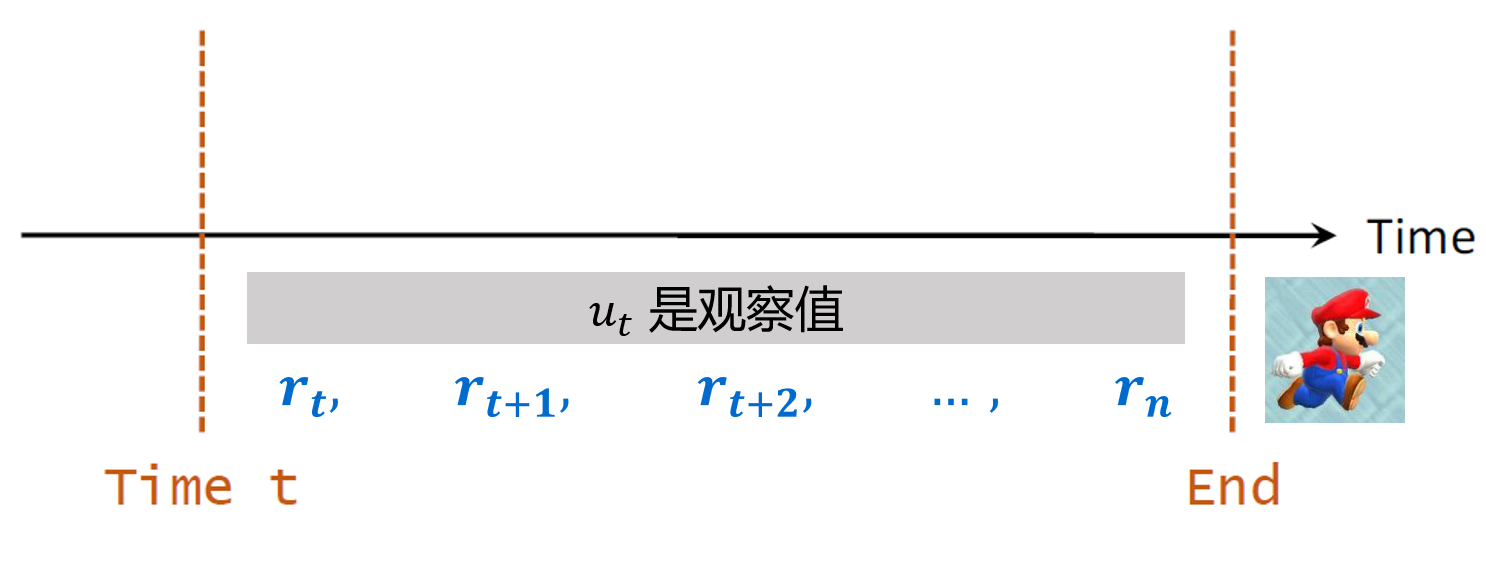 Time
u_t 是观察值
r_t, r_{t+1}, r_{t+2}, … , r_n
Time t
End